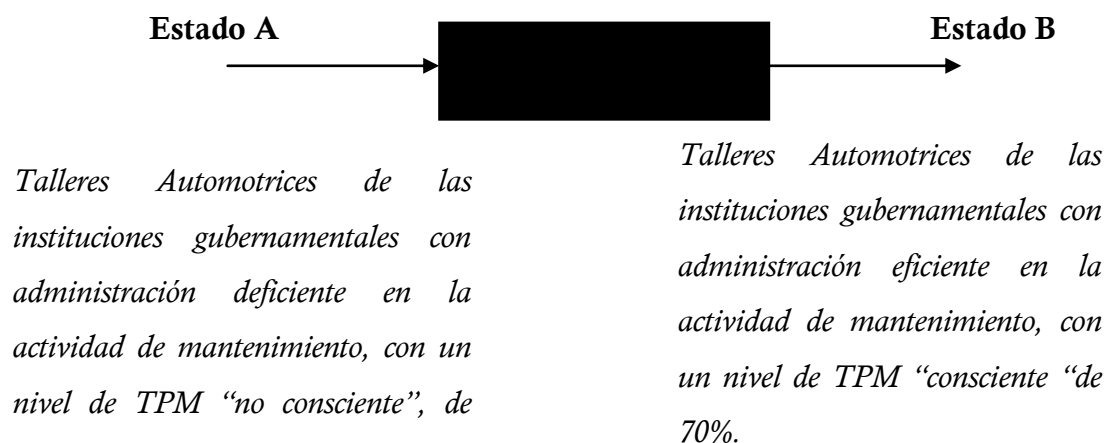 Estado A
Estado B
Talleres Automotrices de las
instituciones gubernamentales con
administración deficiente en la
actividad de mantenimiento, con un
nivel de TPM “no consciente”, de
Talleres Automotrices de las
instituciones gubernamentales con
administración eficiente en la
actividad de mantenimiento, con
un nivel de TPM “consciente “de
70%.